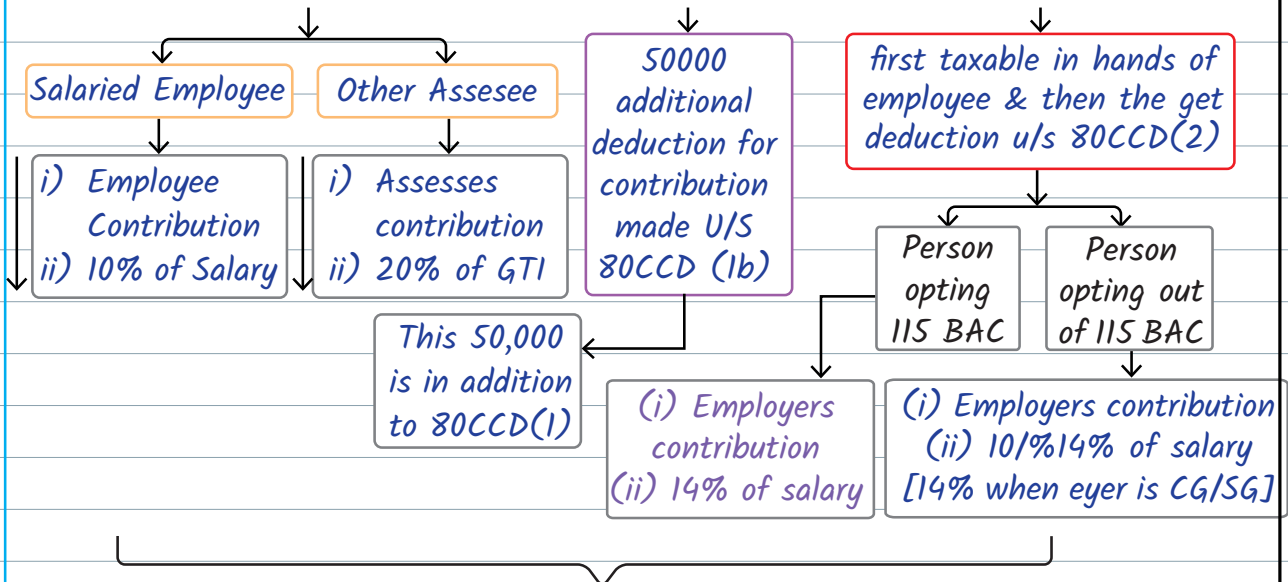 Salaried Employee
Other Assesee
i) Employee
Contribution
ii) 10% of Salary
i) Assesses
contribution
ii) 20% of GTI
50000
additional
deduction for
contribution
made U/S
80CCD (1b)
This 50,000
is in addition
to 80CCD(1)
first taxable in hands of
employee & then the get
deduction u/s 80CCD(2)
Person
opting
115 BAC
Person
opting out
of 115 BAC
(i) Employers
contribution
(ii) 14% of salary
(i) Employers contribution
(ii) 10/%14% of salary
[14% when eyer is CG/SG]